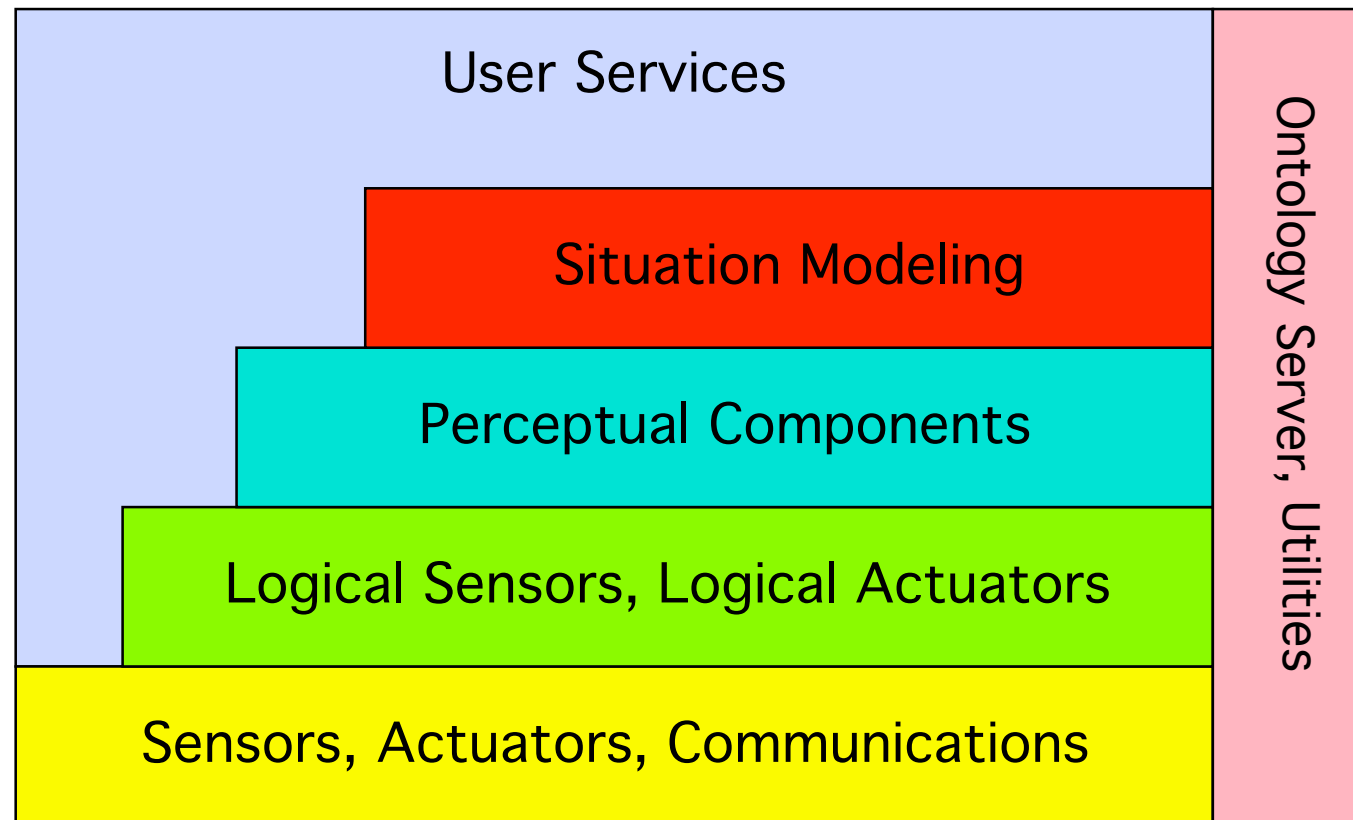 User Services
Situation Modeling
Perceptual Components
Logical Sensors, Logical Actuators
Sensors, Actuators, Communications
Ontology Server, Utilities